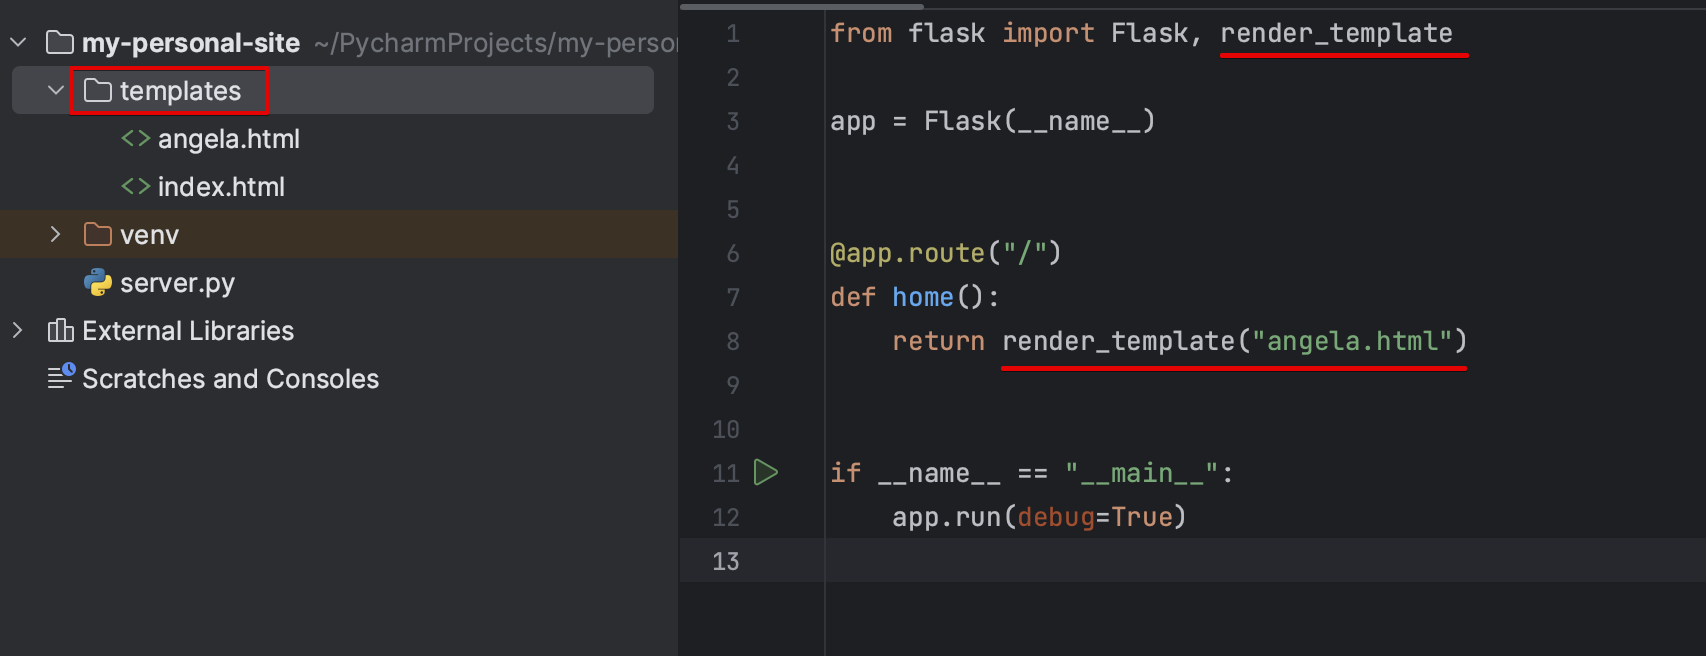 my-personal-site ~/PycharmProjects/my-perso
templates
angela.html
index.html
venv
server.py
External Libraries
Scratches and Consoles
1 from flask import Flask, render_template
2
3 app = Flask(__name__)
4
5
6 @app.route("/")
7 def home():
8     return render_template("angela.html")
9
10
11 if __name__ == "__main__":
12     app.run(debug=True)
13